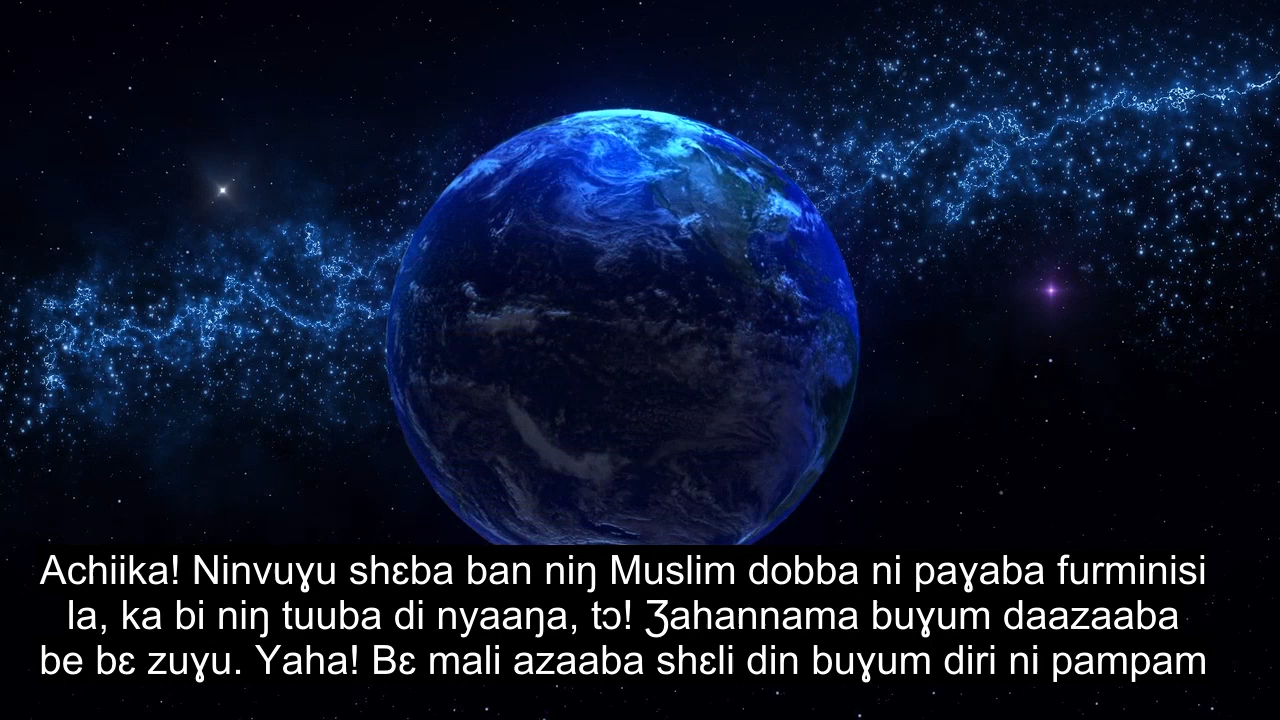 Achiika! Ninvuɣu shɛba ban niŋ Muslim dobba ni paɣaba furminisi
la, ka bi niŋ tuuba di nyaaŋa, tɔ! Ʒahannama buɣum daazaaba
be bɛ zuɣu. Yaha! Bɛ mali azaaba shɛli din buɣum diri ni pampam